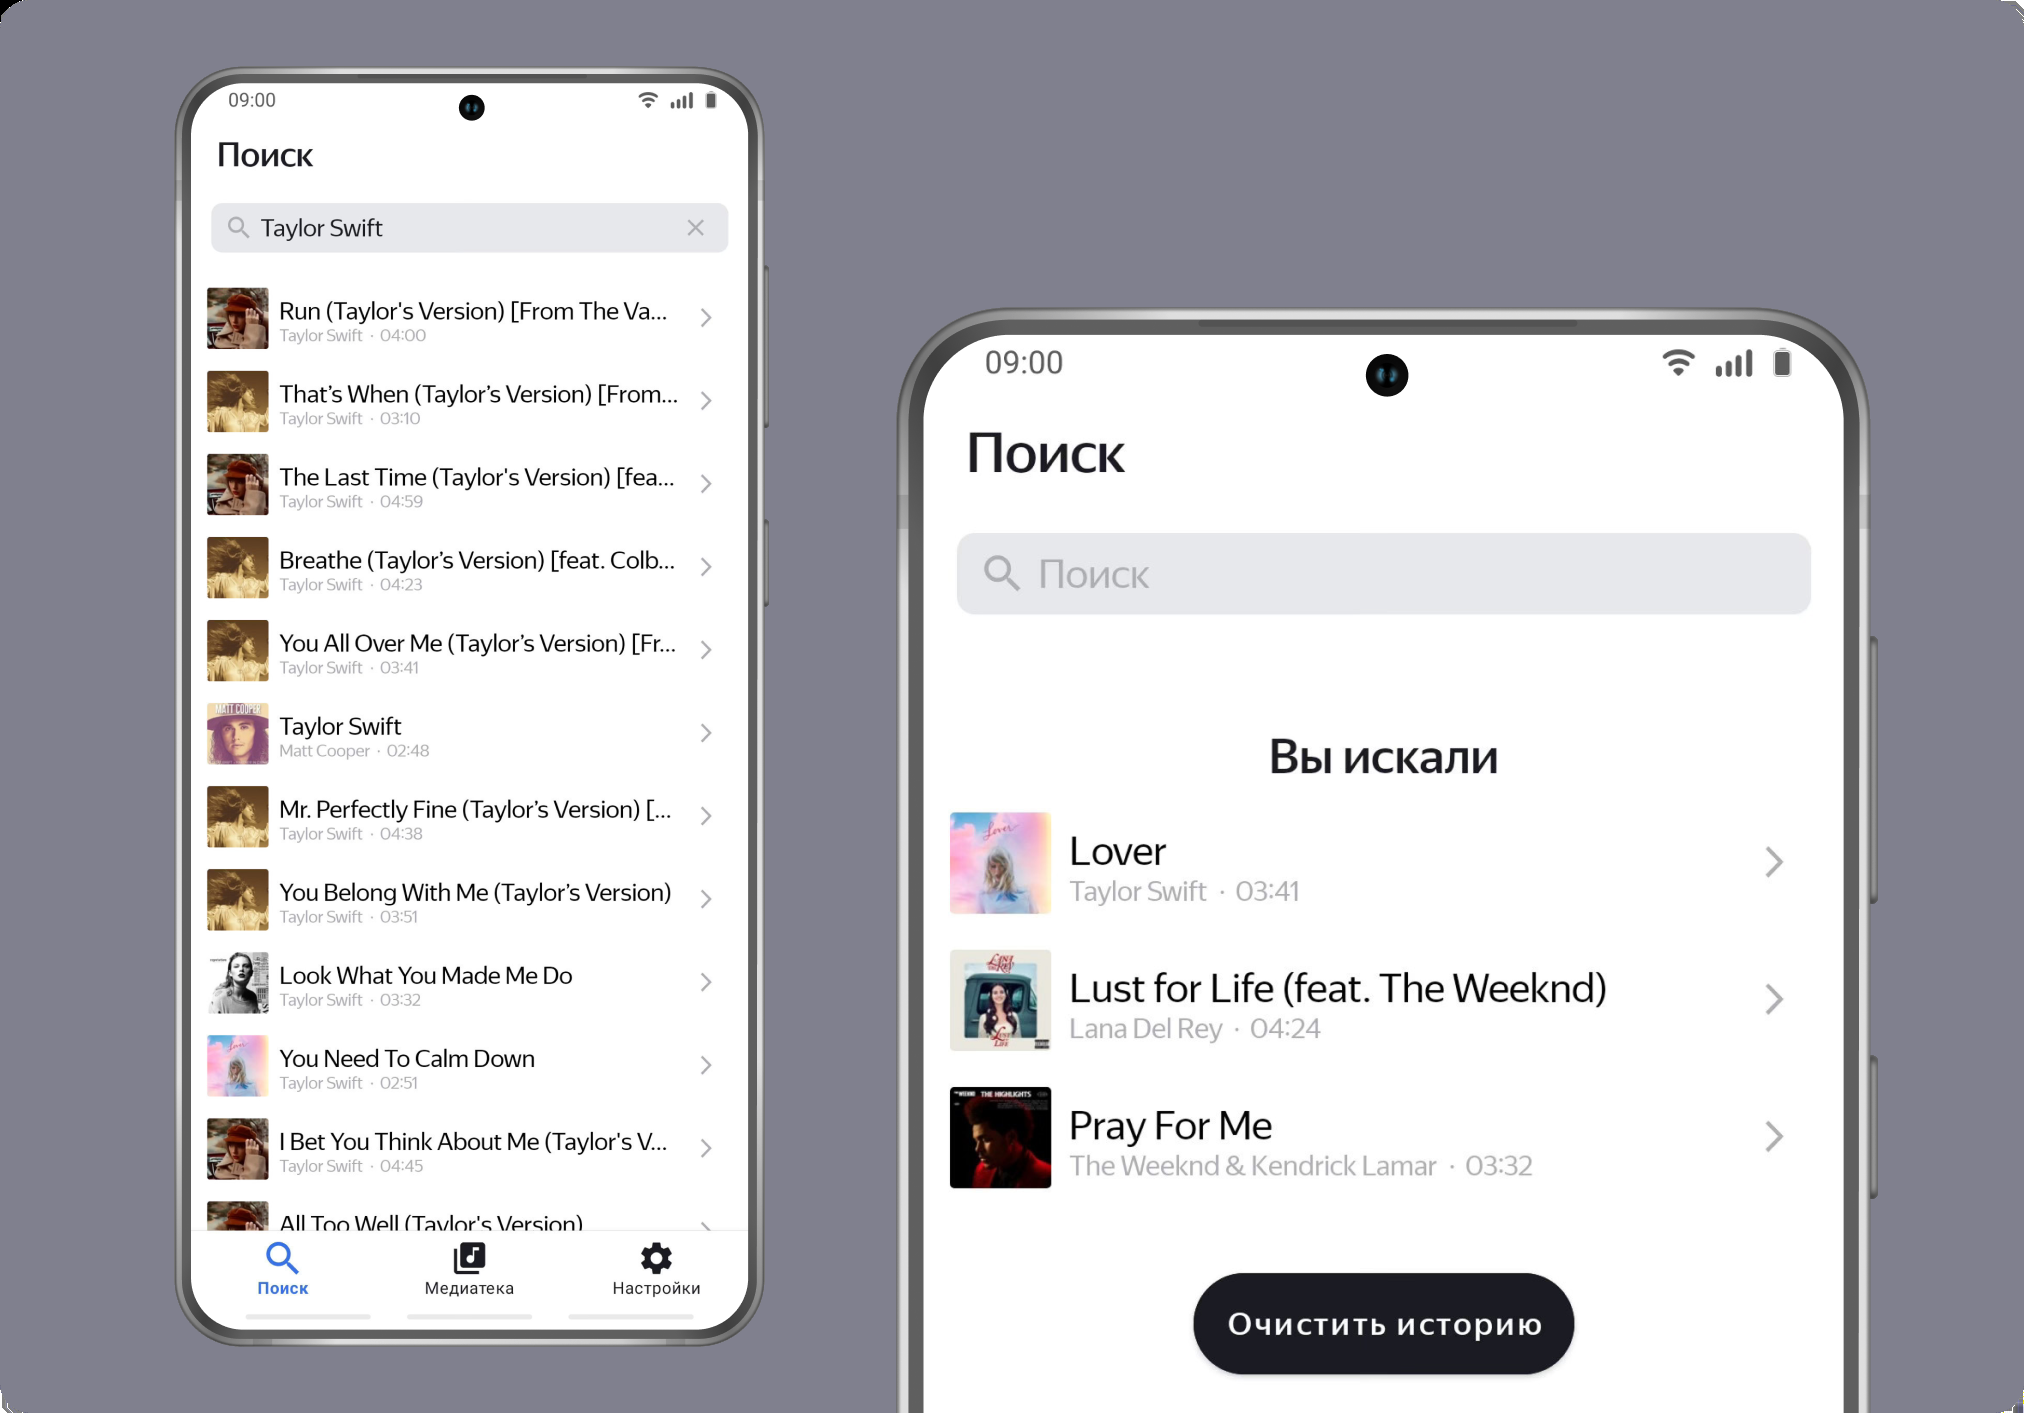 09:00
Поиск
Taylor Swift
Run (Taylor's Version) [From The Va...
Taylor Swift · 04:00
That’s When (Taylor’s Version) [From...
Taylor Swift · 03:10
The Last Time (Taylor's Version) [fea...
Taylor Swift · 04:59
Breathe (Taylor’s Version) [feat. Colb...
Taylor Swift · 04:23
You All Over Me (Taylor’s Version) [Fr...
Taylor Swift · 03:41
MATT COOPER
Taylor Swift
Matt Cooper · 02:48
Mr. Perfectly Fine (Taylor’s Version) [...
Taylor Swift · 04:38
You Belong With Me (Taylor’s Version)
Taylor Swift · 03:51
Look What You Made Me Do
Taylor Swift · 03:32
You Need To Calm Down
Taylor Swift · 02:51
I Bet You Think About Me (Taylor's V...
Taylor Swift · 04:45
All Too Well (Taylor's Version)
Поиск
Медиатека
Настройки
09:00
Поиск
Поиск
Вы искали
Lover
Lover
Taylor Swift · 03:41
Lust for Life (feat. The Weeknd)
Lana Del Rey · 04:24
THE HIGHLIGHTS
Pray For Me
The Weeknd & Kendrick Lamar · 03:32
Очистить историю